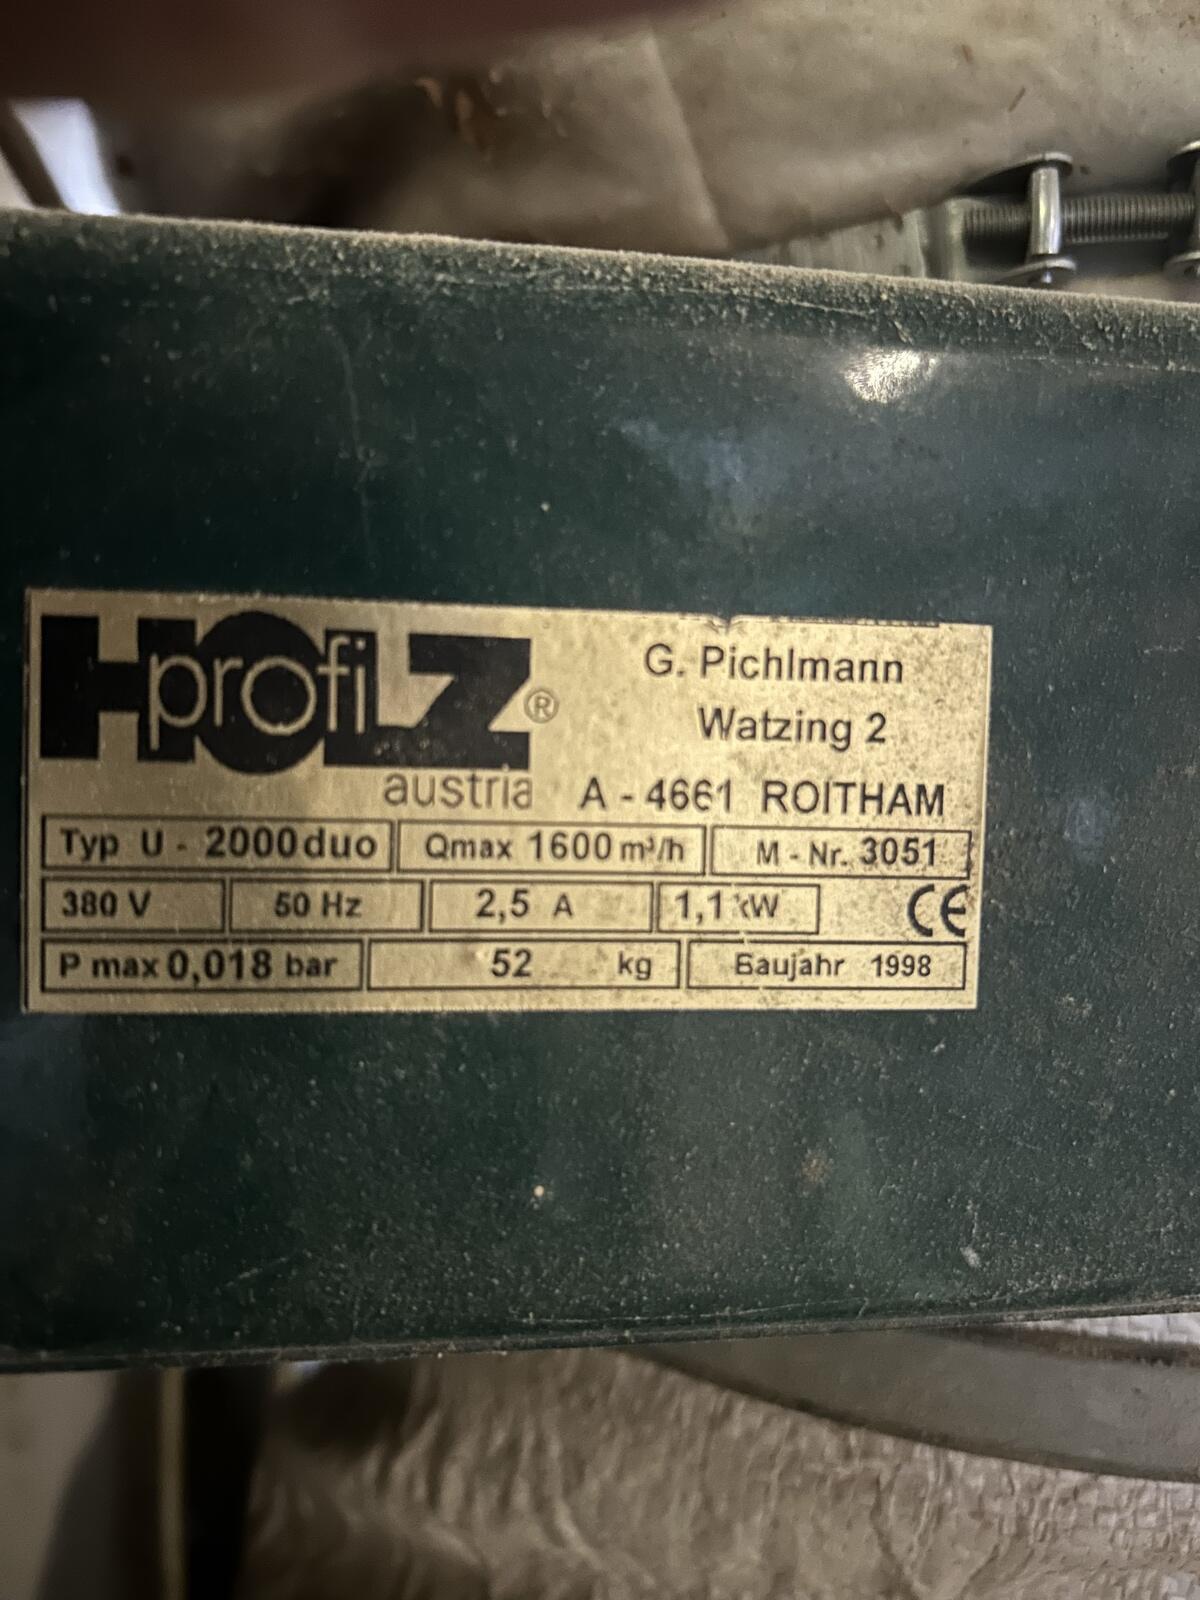 HOLZ profi ®
austria
G. Pichlmann
Watzing 2
A - 4661 ROITHAM
Typ U - 2000duo Qmax 1600 m³/h M - Nr. 3051
380 V 50 Hz 2,5 A 1,1 kW CE
P max 0,018 bar 52 kg Baujahr 1998